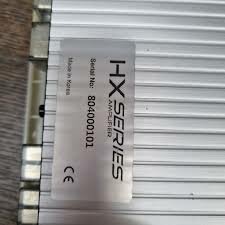 HX SERIES
AMPLIFIER
Serial No.: 804000101
Made in Korea
CE